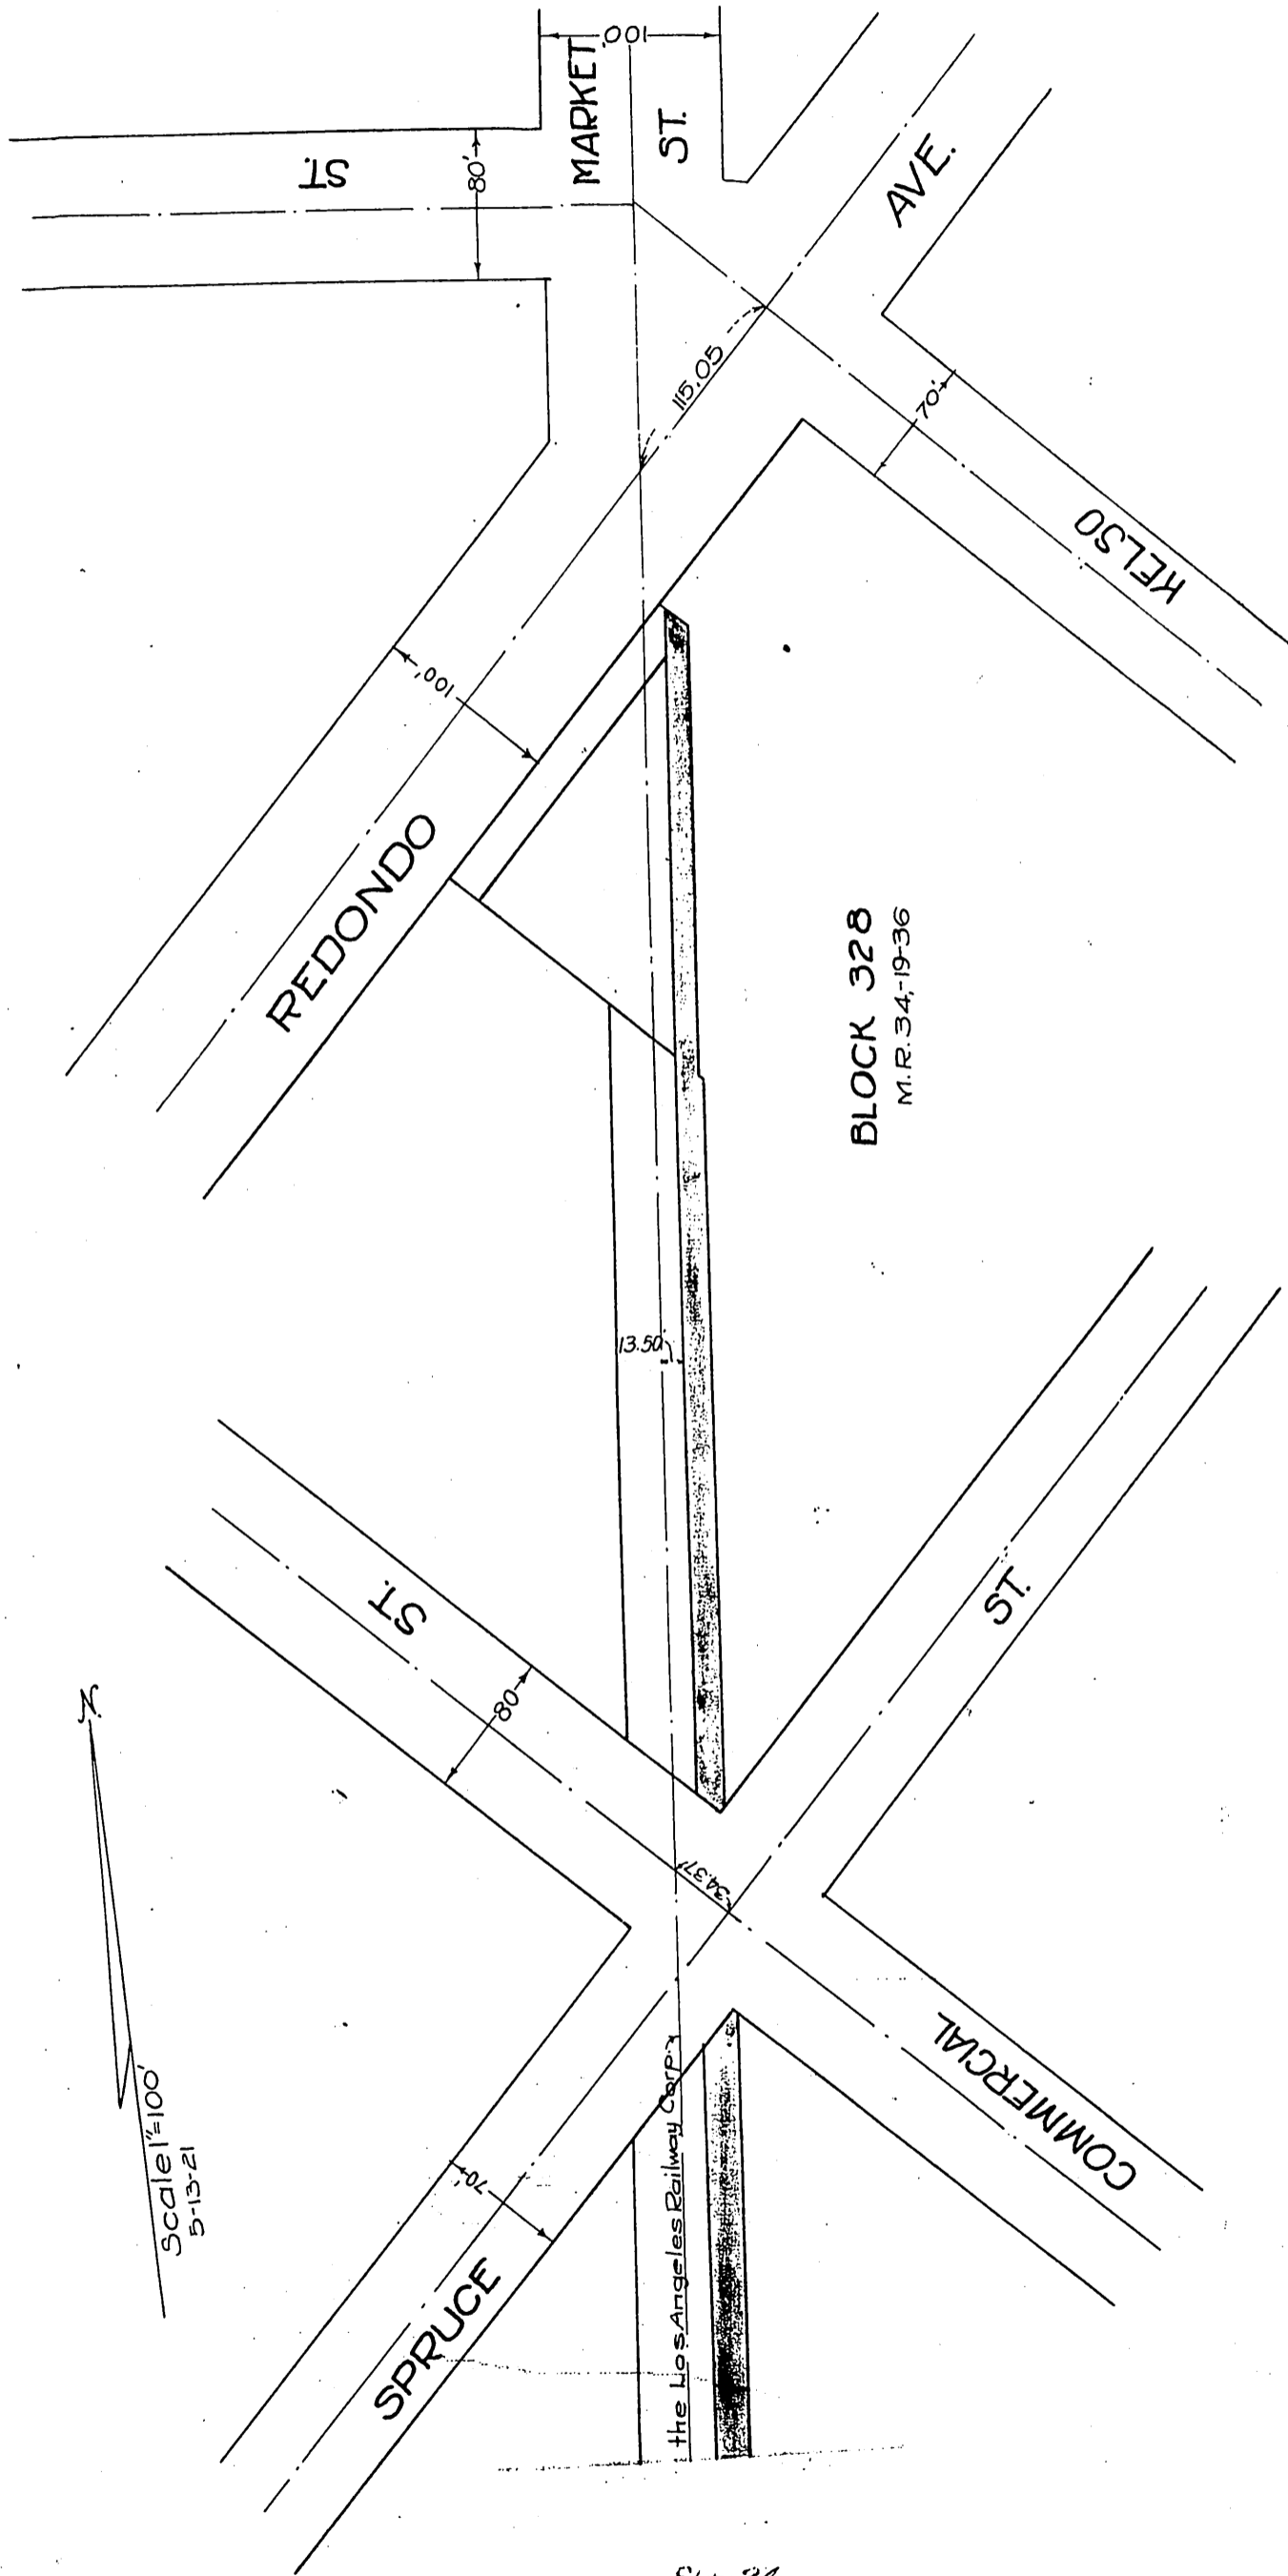 100'
MARKET
ST.
ST.
80'
AVE.
115.05
70'
KELSO
100'
REDONDO
BLOCK 328
M.R. 34,-19-36
13.50'
ST.
80
ST.
34.37'
N.
Scale 1"=100'
5-13-21
COMMERCIAL
70'
SPRUCE
the Los Angeles Railway Corp.